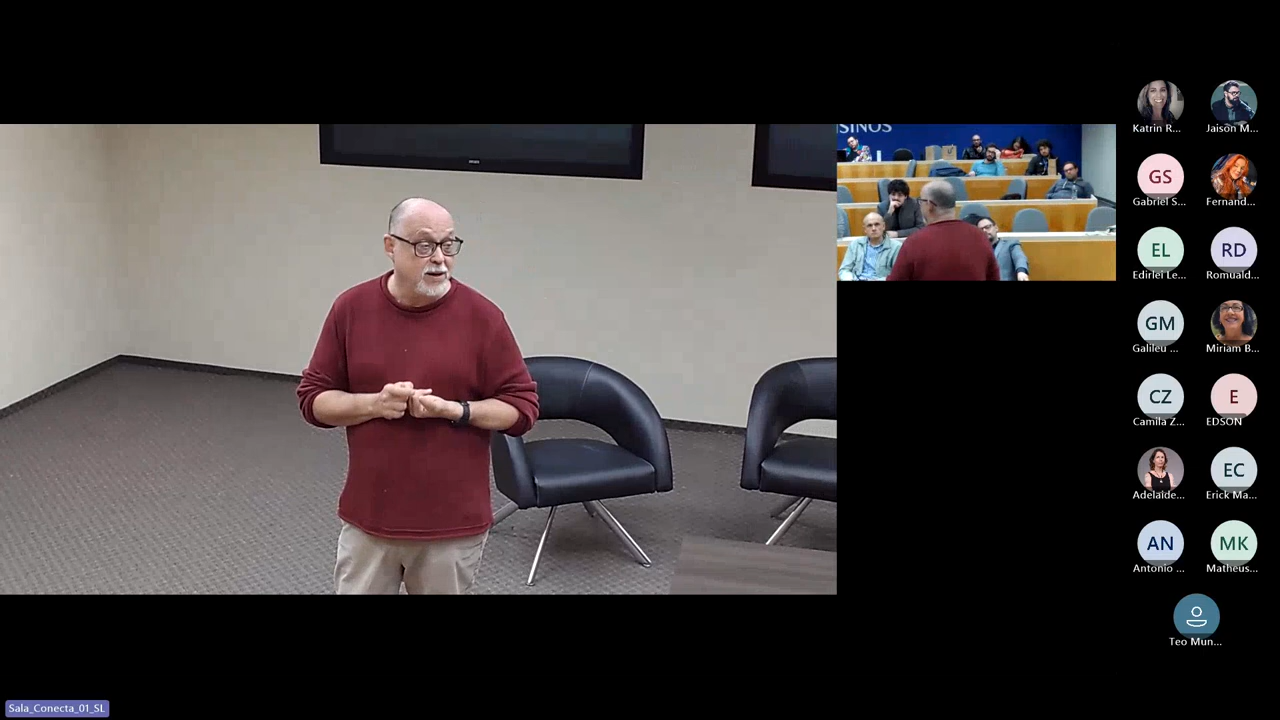 SINOS
Katrin R...
Jaison M...
GS
Gabriel S...
Fernand...
EL
Edirlei Le...
RD
Romuald...
GM
Galileu ...
Miriam B...
CZ
Camila Z...
E
EDSON
Adelaide...
EC
Erick Ma...
AN
Antonio ...
MK
Matheus...
Teo Mun...
Sala_Conecta_01_SL